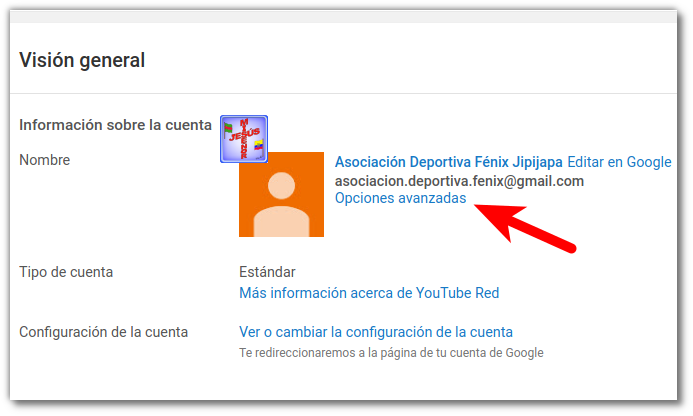 Visión general
Información sobre la cuenta
JESÚS
Nombre
Asociación Deportiva Fénix Jipijapa Editar en Google
asociacion.deportiva.fenix@gmail.com
Opciones avanzadas
Tipo de cuenta
Estándar
Más información acerca de YouTube Red
Configuración de la cuenta
Ver o cambiar la configuración de la cuenta
Te redireccionaremos a la página de tu cuenta de Google